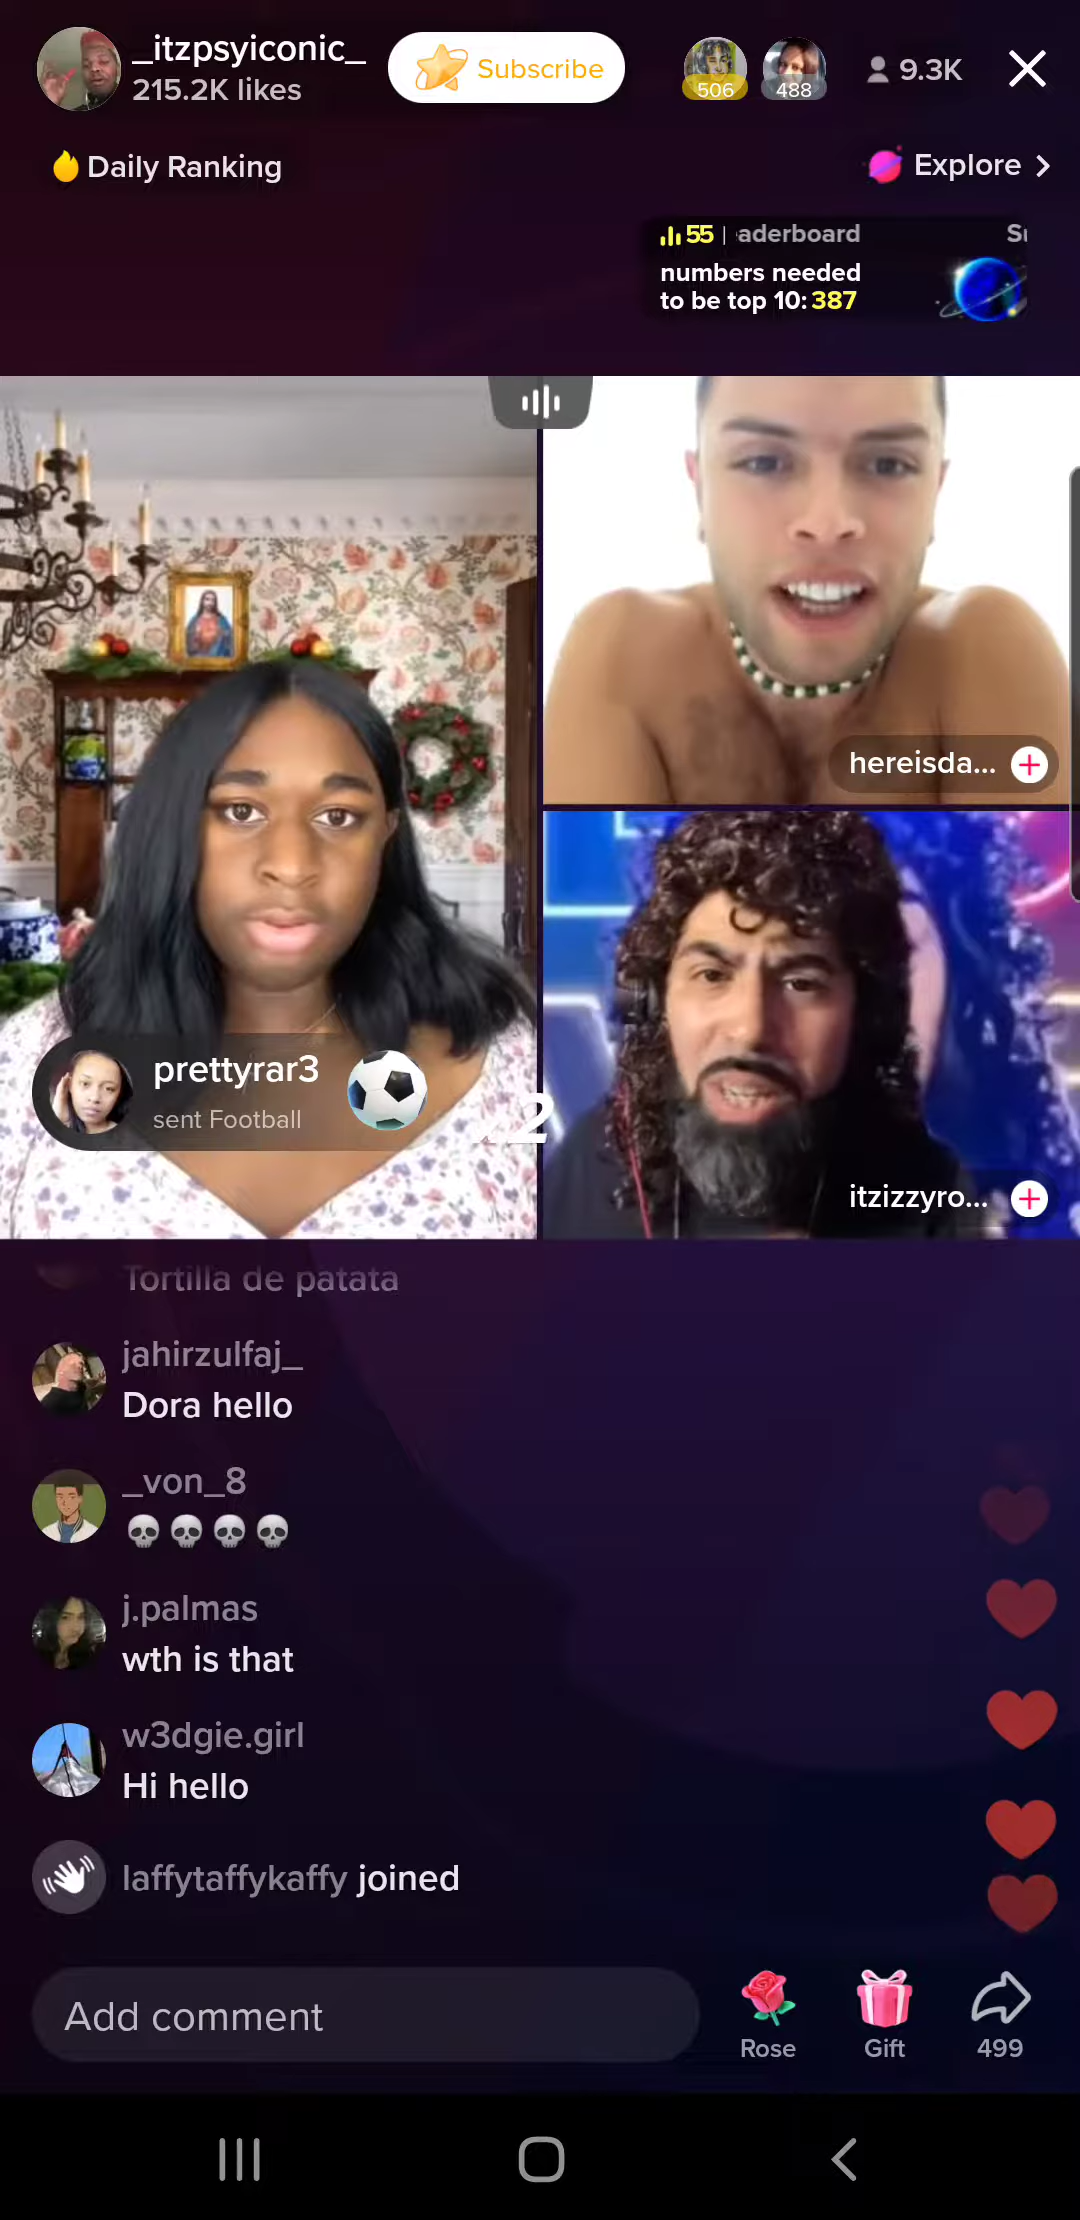 _itzpsyiconic_
215.2K likes
Subscribe
506
488
9.3K
Daily Ranking
Explore
55 | aderboard
numbers needed
to be top 10: 387
hereisda...
prettyrar3
sent Football
x2
itzizzyro...
Tortilla de patata
jahirzulfaj_
Dora hello
_von_8
💀💀💀💀
j.palmas
wth is that
w3dgie.girl
Hi hello
laffytaffykaffy joined
Add comment
Rose
Gift
499